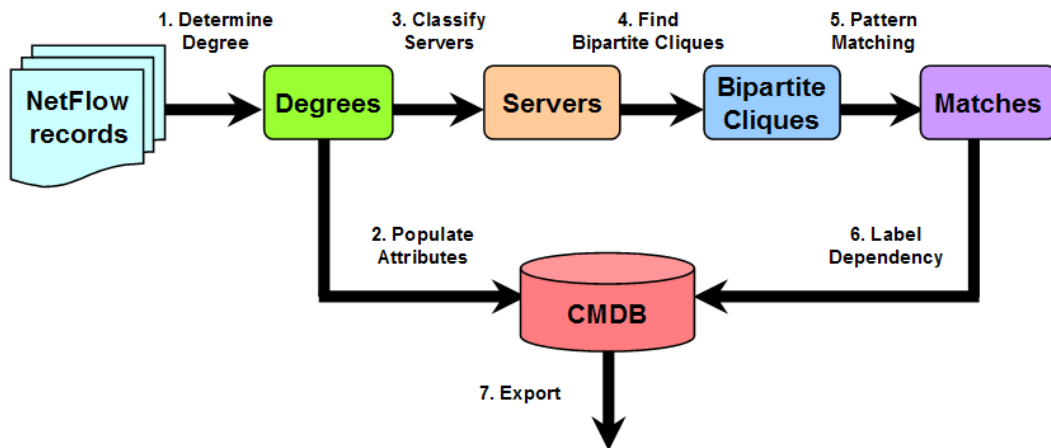 1. Determine
Degree
3. Classify
Servers
4. Find
Bipartite Cliques
5. Pattern
Matching
NetFlow
records
Degrees
Servers
Bipartite
Cliques
Matches
2. Populate
Attributes
6. Label
Dependency
CMDB
7. Export